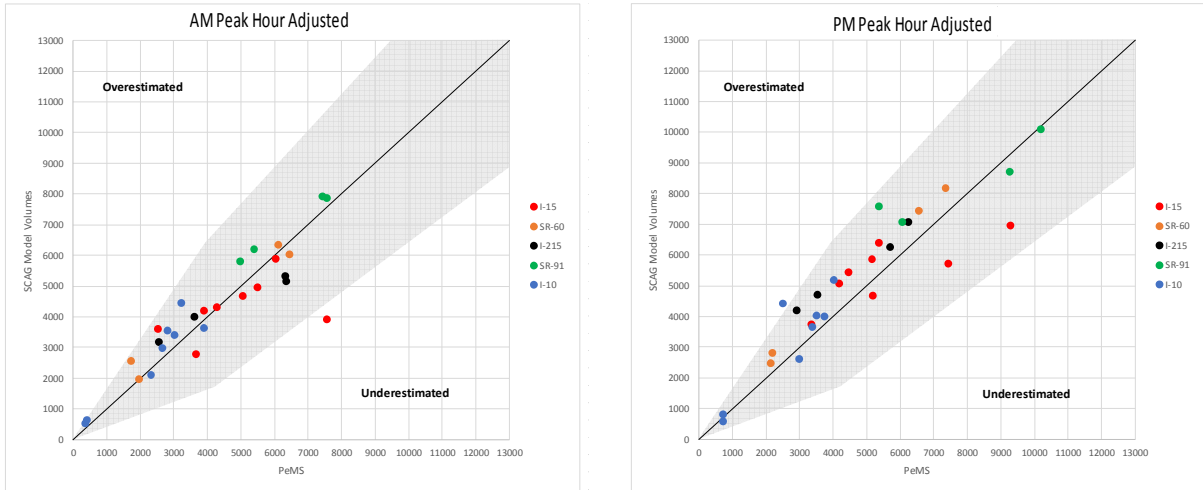 AM Peak Hour Adjusted
13000
12000
11000
10000
9000
8000
7000
6000
5000
4000
3000
2000
1000
0
SCAG Model Volumes
Overestimated
Underestimated
0 1000 2000 3000 4000 5000 6000 7000 8000 9000 10000 11000 12000 13000
PeMS
I-15
SR-60
I-215
SR-91
I-10
PM Peak Hour Adjusted
13000
12000
11000
10000
9000
8000
7000
6000
5000
4000
3000
2000
1000
0
SCAG Model Volumes
Overestimated
Underestimated
0 1000 2000 3000 4000 5000 6000 7000 8000 9000 10000 11000 12000 13000
PeMS
I-15
SR-60
I-215
SR-91
I-10